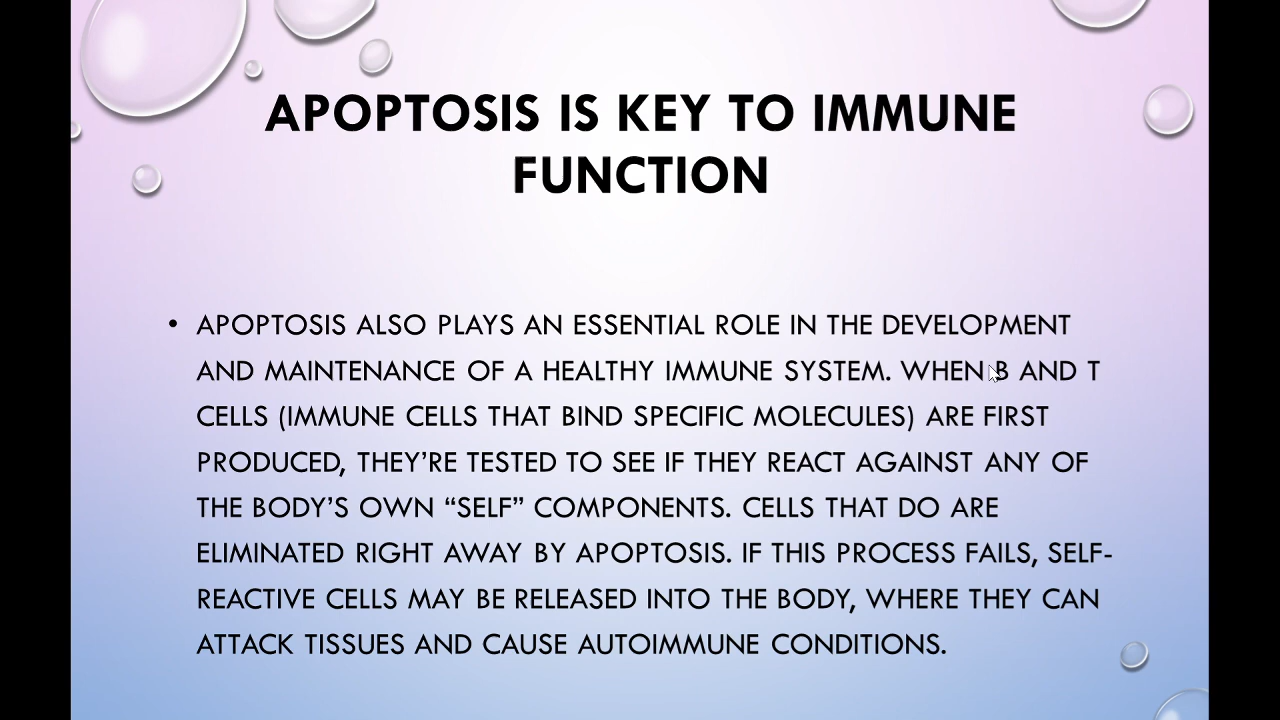 APOPTOSIS IS KEY TO IMMUNE
FUNCTION
• APOPTOSIS ALSO PLAYS AN ESSENTIAL ROLE IN THE DEVELOPMENT
AND MAINTENANCE OF A HEALTHY IMMUNE SYSTEM. WHEN B AND T
CELLS (IMMUNE CELLS THAT BIND SPECIFIC MOLECULES) ARE FIRST
PRODUCED, THEY’RE TESTED TO SEE IF THEY REACT AGAINST ANY OF
THE BODY’S OWN “SELF” COMPONENTS. CELLS THAT DO ARE
ELIMINATED RIGHT AWAY BY APOPTOSIS. IF THIS PROCESS FAILS, SELF-
REACTIVE CELLS MAY BE RELEASED INTO THE BODY, WHERE THEY CAN
ATTACK TISSUES AND CAUSE AUTOIMMUNE CONDITIONS.